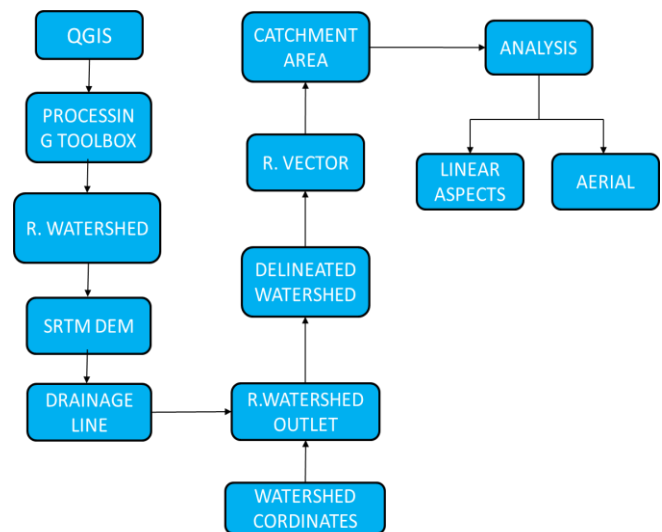 QGIS
PROCESSIN
G TOOLBOX
R. WATERSHED
SRTM DEM
DRAINAGE
LINE
WATERSHED
CORDINATES
R.WATERSHED
OUTLET
DELINEATED
WATERSHED
R. VECTOR
CATCHMENT
AREA
ANALYSIS
LINEAR
ASPECTS
AERIAL